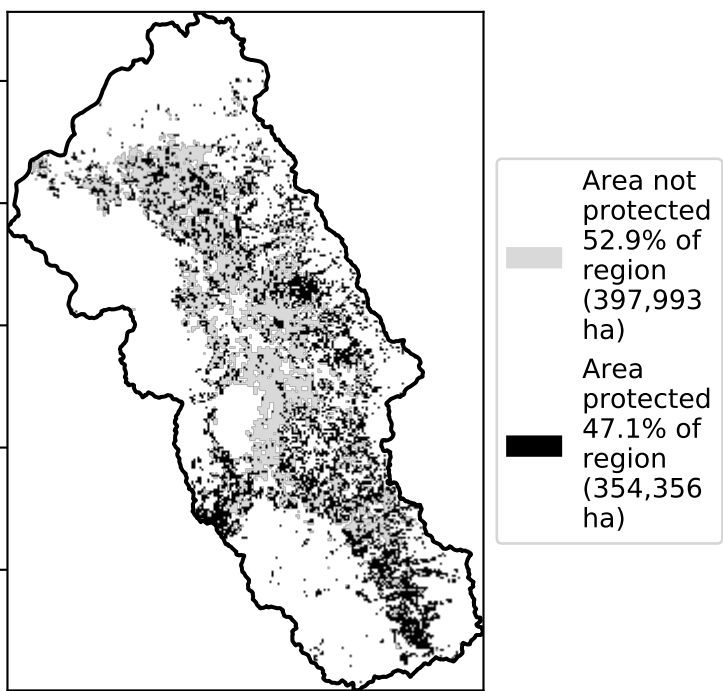 Area not
protected
52.9% of
region
(397,993
ha)
Area
protected
47.1% of
region
(354,356
ha)